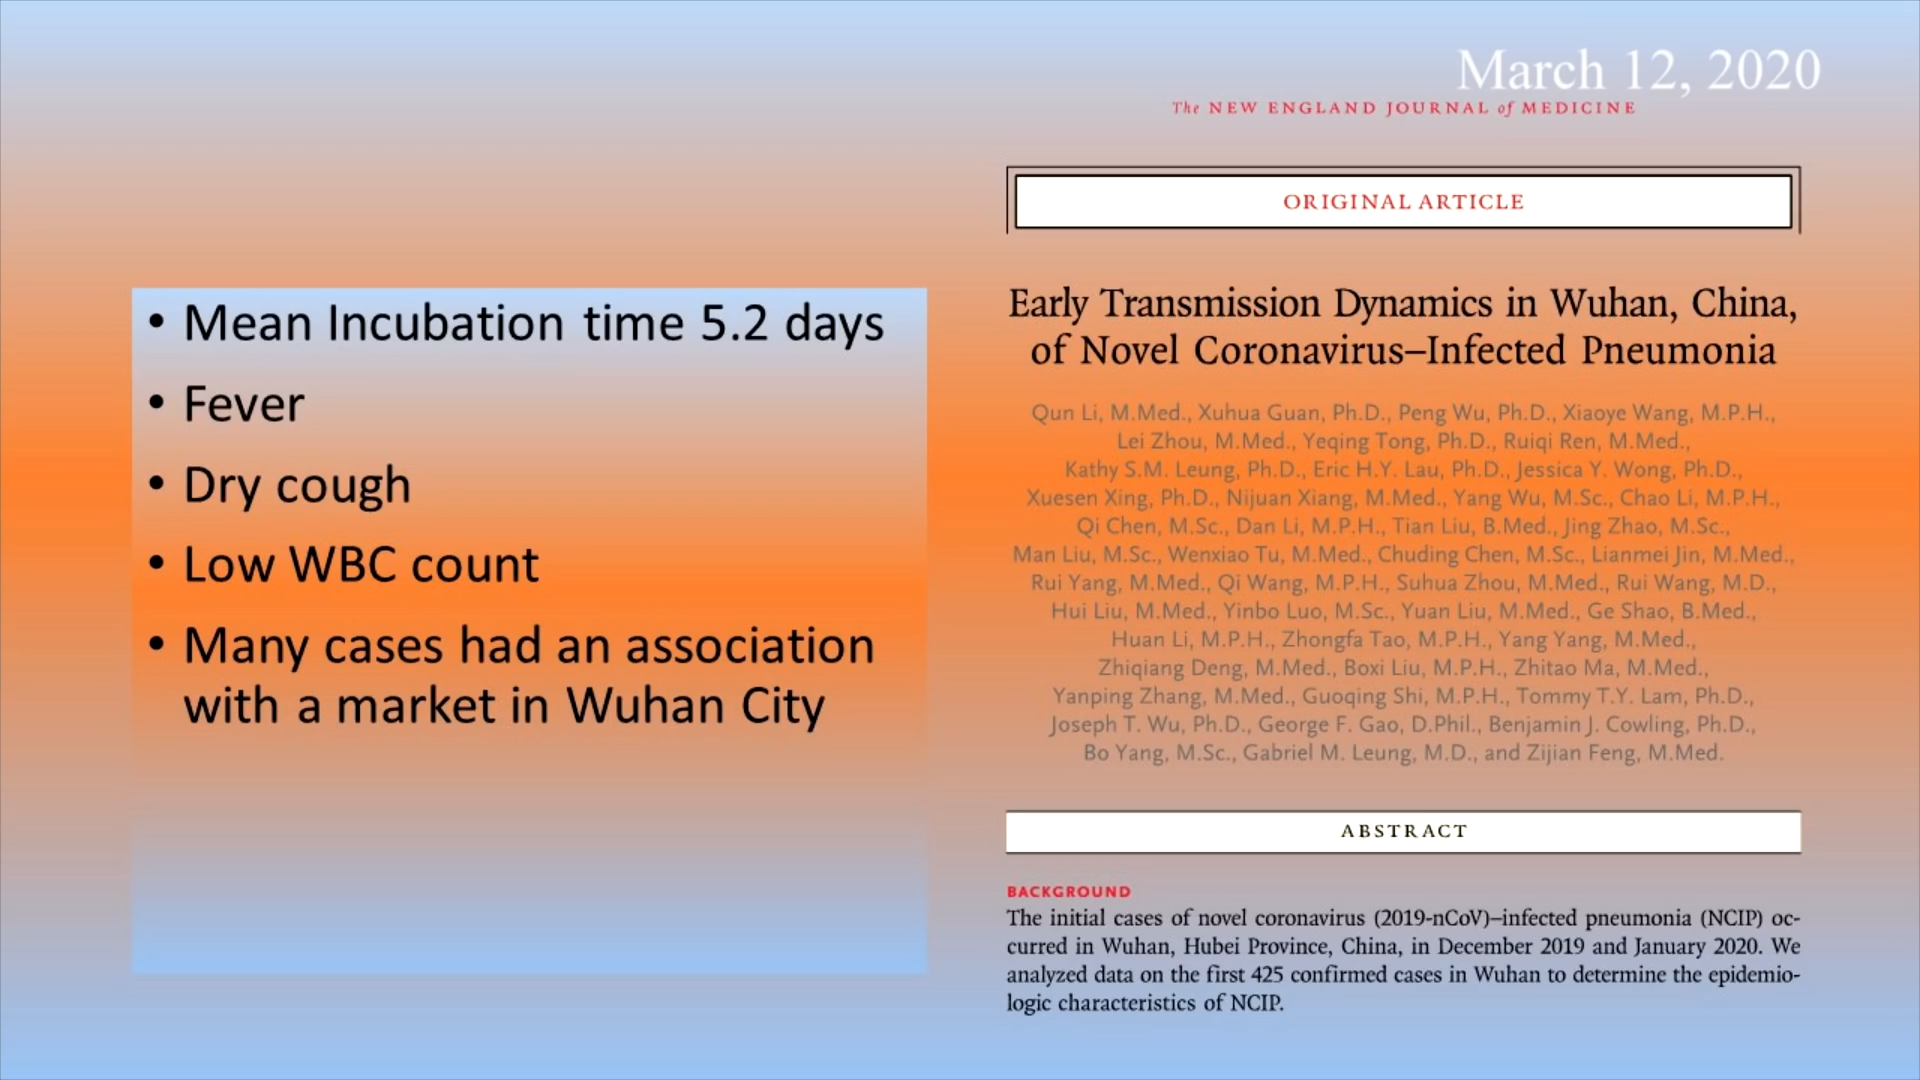 March 12, 2020
The NEW ENGLAND JOURNAL of MEDICINE
ORIGINAL ARTICLE
Early Transmission Dynamics in Wuhan, China,
of Novel Coronavirus–Infected Pneumonia
Qun Li, M.Med., Xuhua Guan, Ph.D., Peng Wu, Ph.D., Xiaoye Wang, M.P.H.,
Lei Zhou, M.Med., Yeqing Tong, Ph.D., Ruiqi Ren, M.Med.,
Kathy S.M. Leung, Ph.D., Eric H.Y. Lau, Ph.D., Jessica Y. Wong, Ph.D.,
Xuesen Xing, Ph.D., Nijuan Xiang, M.Med., Yang Wu, M.Sc., Chao Li, M.P.H.,
Qi Chen, M.Sc., Dan Li, M.P.H., Tian Liu, B.Med., Jing Zhao, M.Sc.,
Man Liu, M.Sc., Wenxiao Tu, M.Med., Chuding Chen, M.Sc., Lianmei Jin, M.Med.,
Rui Yang, M.Med., Qi Wang, M.P.H., Suhua Zhou, M.Med., Rui Wang, M.D.,
Hui Liu, M.Med., Yinbo Luo, M.Sc., Yuan Liu, M.Med., Ge Shao, B.Med.,
Huan Li, M.P.H., Zhongfa Tao, M.P.H., Yang Yang, M.Med.,
Zhiqiang Deng, M.Med., Boxi Liu, M.P.H., Zhitao Ma, M.Med.,
Yanping Zhang, M.Med., Guoqing Shi, M.P.H., Tommy T.Y. Lam, Ph.D.,
Joseph T. Wu, Ph.D., George F. Gao, D.Phil., Benjamin J. Cowling, Ph.D.,
Bo Yang, M.Sc., Gabriel M. Leung, M.D., and Zijian Feng, M.Med.
ABSTRACT
BACKGROUND
The initial cases of novel coronavirus (2019-nCoV)–infected pneumonia (NCIP) oc-
curred in Wuhan, Hubei Province, China, in December 2019 and January 2020. We
analyzed data on the first 425 confirmed cases in Wuhan to determine the epidemio-
logic characteristics of NCIP.
• Mean Incubation time 5.2 days
• Fever
• Dry cough
• Low WBC count
• Many cases had an association
with a market in Wuhan City